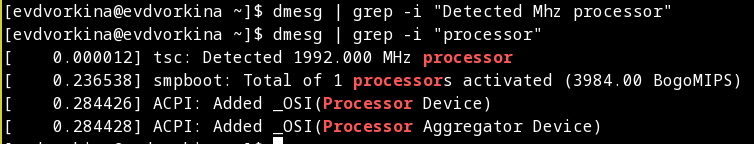 [evdvorkina@evdvorkina ~]$ dmesg | grep -i "Detected Mhz processor"
[evdvorkina@evdvorkina ~]$ dmesg | grep -i "processor"
[    0.000012] tsc: Detected 1992.000 MHz processor
[    0.236538] smpboot: Total of 1 processors activated (3984.00 BogoMIPS)
[    0.284426] ACPI: Added _OSI(Processor Device)
[    0.284428] ACPI: Added _OSI(Processor Aggregator Device)
[evdvorkina@evdvorkina ~]$